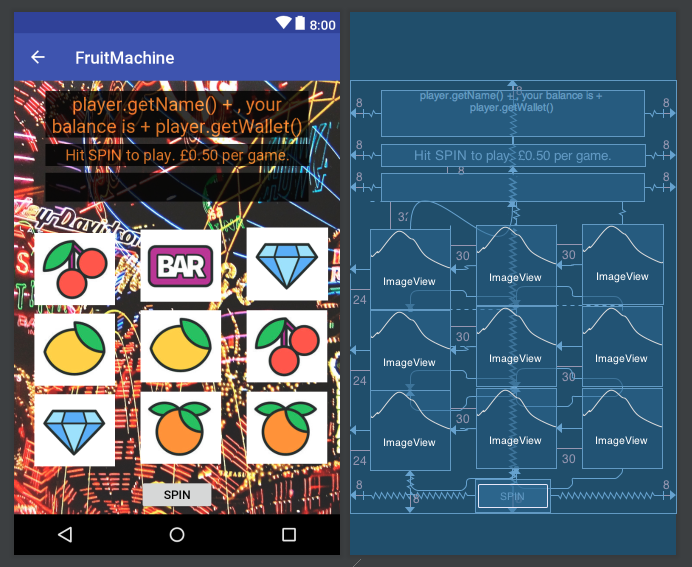 8:00
FruitMachine
player.getName() + , your
balance is + player.getWallet()
Hit SPIN to play. £0.50 per game.
BAR
SPIN
8
player.getName() + , your balance is +
player.getWallet()
8
8
8
Hit SPIN to play. £0.50 per game.
8
8
8
8
30
30
ImageView
ImageView
ImageView
24
30
ImageView
ImageView
ImageView
24
30
30
ImageView
ImageView
ImageView
24
30
8
SPIN
8
8